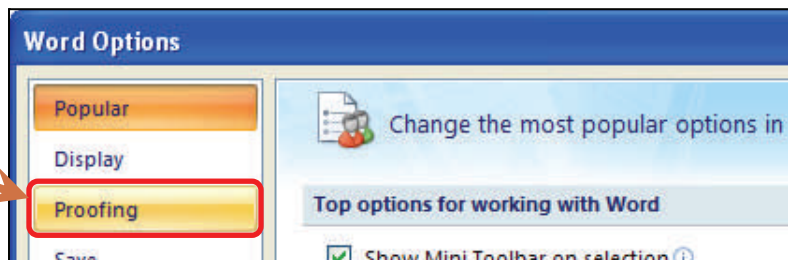 Word Options
Popular
Display
Proofing
Save
Change the most popular options in
Top options for working with Word
Show Mini Toolbar on selection